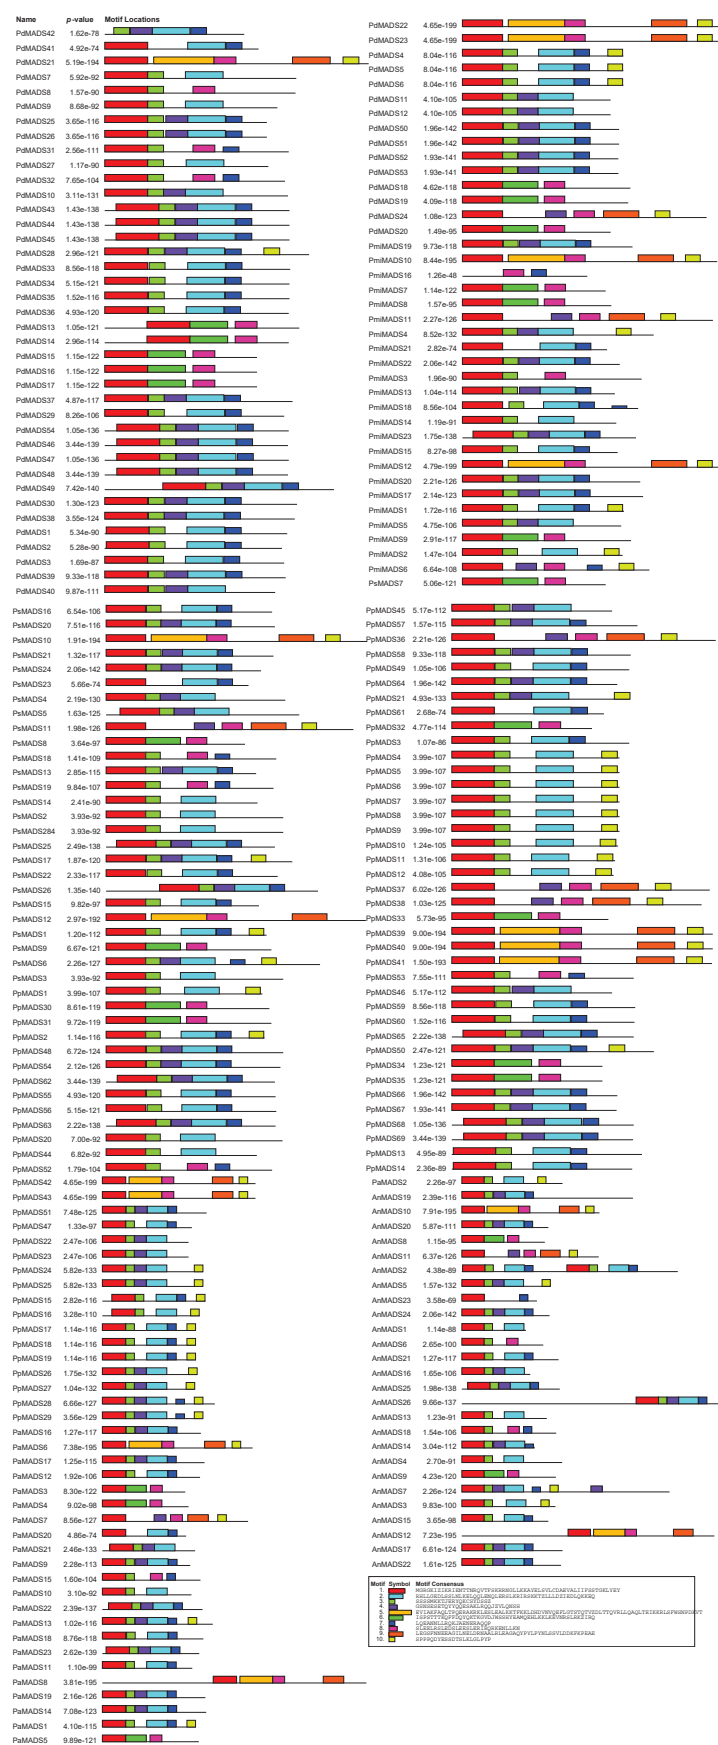 Name p-value Motif Locations
PdMADS42 1.62e-78
PdMADS41 4.92e-74
PdMADS21 5.19e-194
PdMADS7 5.92e-92
PdMADS8 1.57e-90
PdMADS9 8.68e-92
PdMADS25 3.65e-116
PdMADS26 3.65e-116
PdMADS31 2.56e-111
PdMADS27 1.17e-90
PdMADS32 7.65e-104
PdMADS10 3.11e-131
PdMADS43 1.43e-138
PdMADS44 1.43e-138
PdMADS45 1.43e-138
PdMADS28 2.96e-121
PdMADS33 8.56e-118
PdMADS34 5.15e-121
PdMADS35 1.52e-116
PdMADS36 4.93e-120
PdMADS13 1.05e-121
PdMADS14 2.96e-114
PdMADS15 1.15e-122
PdMADS16 1.15e-122
PdMADS17 1.15e-122
PdMADS37 4.87e-117
PdMADS29 8.26e-106
PdMADS54 1.05e-136
PdMADS46 3.44e-139
PdMADS47 1.05e-136
PdMADS48 3.44e-139
PdMADS49 7.42e-140
PdMADS30 1.30e-123
PdMADS38 3.55e-124
PdMADS1 5.34e-90
PdMADS2 5.28e-90
PdMADS3 1.69e-87
PdMADS39 9.33e-118
PdMADS40 9.87e-111
PdMADS22 4.65e-199
PdMADS23 4.65e-199
PdMADS4 8.04e-116
PdMADS5 8.04e-116
PdMADS6 8.04e-116
PdMADS11 4.10e-105
PdMADS12 4.10e-105
PdMADS50 1.96e-142
PdMADS51 1.96e-142
PdMADS52 1.93e-141
PdMADS53 1.93e-141
PdMADS18 4.62e-118
PdMADS19 4.09e-118
PdMADS24 1.08e-123
PdMADS20 1.49e-95
PmiMADS19 9.73e-118
PmiMADS10 8.44e-195
PmiMADS16 1.26e-48
PmiMADS7 1.14e-122
PmiMADS8 1.57e-95
PmiMADS11 2.27e-126
PmiMADS4 8.52e-132
PmiMADS21 2.82e-74
PmiMADS22 2.06e-142
PmiMADS3 1.96e-90
PmiMADS13 1.04e-114
PmiMADS18 8.56e-104
PmiMADS14 1.19e-91
PmiMADS23 1.75e-138
PmiMADS15 8.27e-98
PmiMADS12 4.79e-199
PmiMADS20 2.21e-126
PmiMADS17 2.14e-123
PmiMADS1 1.72e-116
PmiMADS5 4.75e-106
PmiMADS9 2.91e-117
PmiMADS2 1.47e-104
PmiMADS6 6.64e-108
PsMADS7 5.06e-121
PsMADS16 6.54e-106
PsMADS20 7.51e-116
PsMADS10 1.91e-194
PsMADS21 1.32e-117
PsMADS24 2.06e-142
PsMADS23 5.66e-74
PsMADS4 2.19e-130
PsMADS5 1.63e-125
PsMADS11 1.98e-126
PsMADS8 3.64e-97
PsMADS18 1.41e-109
PsMADS13 2.85e-115
PsMADS19 9.84e-107
PsMADS14 2.41e-90
PsMADS2 3.93e-92
PsMADS284 3.93e-92
PsMADS25 2.49e-138
PsMADS17 1.87e-120
PsMADS22 2.33e-117
PsMADS26 1.35e-140
PsMADS15 9.82e-97
PsMADS12 2.97e-192
PsMADS1 1.20e-112
PsMADS9 6.67e-121
PsMADS6 2.26e-127
PsMADS3 3.93e-92
PpMADS1 3.99e-107
PpMADS30 8.61e-119
PpMADS31 9.72e-119
PpMADS2 1.14e-116
PpMADS48 6.72e-124
PpMADS54 2.12e-126
PpMADS62 3.44e-139
PpMADS55 4.93e-120
PpMADS56 5.15e-121
PpMADS63 2.22e-138
PpMADS20 7.00e-92
PpMADS44 6.82e-92
PpMADS52 1.79e-104
PpMADS45 5.17e-112
PpMADS57 1.57e-115
PpMADS36 2.21e-126
PpMADS58 9.33e-118
PpMADS49 1.05e-106
PpMADS64 1.96e-142
PpMADS21 4.93e-133
PpMADS61 2.68e-74
PpMADS32 4.77e-114
PpMADS3 1.07e-86
PpMADS4 3.99e-107
PpMADS5 3.99e-107
PpMADS6 3.99e-107
PpMADS7 3.99e-107
PpMADS8 3.99e-107
PpMADS9 3.99e-107
PpMADS10 1.24e-105
PpMADS11 1.31e-106
PpMADS12 4.08e-105
PpMADS37 6.02e-126
PpMADS38 1.03e-125
PpMADS33 5.73e-95
PpMADS39 9.00e-194
PpMADS40 9.00e-194
PpMADS41 1.50e-193
PpMADS53 7.55e-111
PpMADS46 5.17e-112
PpMADS59 8.56e-118
PpMADS60 1.52e-116
PpMADS65 2.22e-138
PpMADS50 2.47e-121
PpMADS34 1.23e-121
PpMADS35 1.23e-121
PpMADS66 1.96e-142
PpMADS67 1.93e-141
PpMADS68 1.05e-136
PpMADS69 3.44e-139
PpMADS13 4.95e-89
PpMADS14 2.36e-89
PpMADS42 4.65e-199
PpMADS43 4.65e-199
PpMADS51 7.48e-125
PpMADS47 1.33e-97
PpMADS22 2.47e-106
PpMADS23 2.47e-106
PpMADS24 5.82e-133
PpMADS25 5.82e-133
PpMADS15 2.82e-116
PpMADS16 3.28e-110
PpMADS17 1.14e-116
PpMADS18 1.14e-116
PpMADS19 1.14e-116
PpMADS26 1.75e-132
PpMADS27 1.04e-132
PpMADS28 6.66e-127
PpMADS29 3.56e-129
PaMADS16 1.27e-117
PaMADS6 7.38e-195
PaMADS17 1.25e-115
PaMADS12 1.92e-106
PaMADS3 8.30e-122
PaMADS4 9.02e-98
PaMADS7 8.56e-127
PaMADS20 4.86e-74
PaMADS21 2.46e-133
PaMADS9 2.28e-113
PaMADS15 1.60e-104
PaMADS10 3.10e-92
PaMADS22 2.39e-137
PaMADS13 1.02e-116
PaMADS18 8.76e-118
PaMADS23 2.62e-139
PaMADS11 1.10e-99
PaMADS8 3.81e-195
PaMADS19 2.16e-126
PaMADS14 7.08e-123
PaMADS1 4.10e-115
PaMADS5 9.89e-121
PaMADS2 2.26e-97
AnMADS19 2.39e-116
AnMADS10 7.91e-195
AnMADS20 5.87e-111
AnMADS8 1.15e-95
AnMADS11 6.37e-126
AnMADS2 4.38e-89
AnMADS5 1.57e-132
AnMADS23 3.58e-69
AnMADS24 2.06e-142
AnMADS1 1.14e-88
AnMADS6 2.65e-100
AnMADS21 1.27e-117
AnMADS16 1.65e-106
AnMADS25 1.98e-138
AnMADS26 9.66e-137
AnMADS13 1.23e-91
AnMADS18 1.54e-106
AnMADS14 3.04e-112
AnMADS4 2.70e-91
AnMADS9 4.23e-120
AnMADS7 2.26e-124
AnMADS3 9.83e-100
AnMADS15 3.65e-98
AnMADS12 7.23e-195
AnMADS17 6.61e-124
AnMADS22 1.61e-125
Motif Symbol Motif Consensus
1.
2.
3.
4.
5.
6.
7.
8.
9.
10.